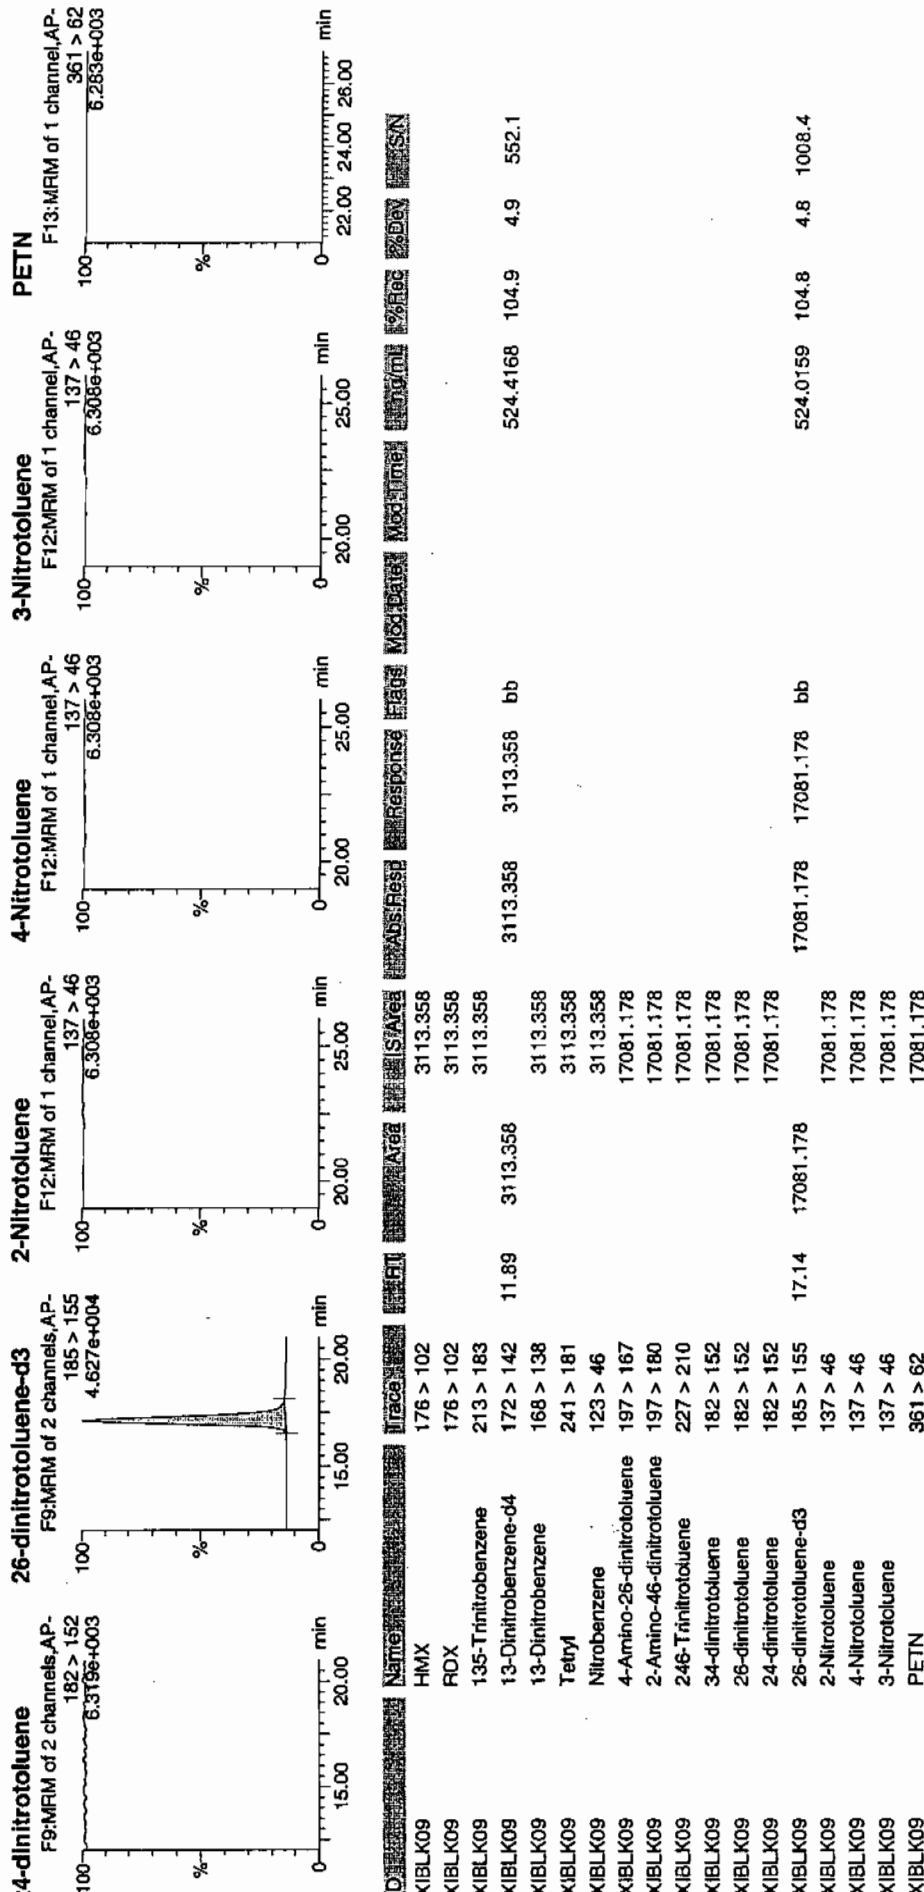 24-dinitrotoluene
F9:MRM of 2 channels,AP-
182 > 152
6.319e+003
100
%
0
15.00 20.00 min
26-dinitrotoluene-d3
F9:MRM of 2 channels,AP-
185 > 155
4.627e+004
100
%
0
15.00 20.00 min
2-Nitrotoluene
F12:MRM of 1 channel,AP-
137 > 46
6.308e+003
100
%
0
20.00 25.00 min
4-Nitrotoluene
F12:MRM of 1 channel,AP-
137 > 46
6.308e+003
100
%
0
20.00 25.00 min
3-Nitrotoluene
F12:MRM of 1 channel,AP-
137 > 46
6.308e+003
100
%
0
20.00 25.00 min
PETN
F13:MRM of 1 channel,AP-
361 > 62
6.283e+003
100
%
0
22.00 24.00 26.00 min
ID Name Trace RT Area IS Area Abs.Resp Response Flags Mod.Date Mod.Time ng/mL %Rec %Dev S/N
XIBLK09 HMX 176 > 102 3113.358
XIBLK09 RDX 176 > 102 3113.358
XIBLK09 135-Trinitrobenzene 213 > 183 3113.358
XIBLK09 13-Dinitrobenzene-d4 172 > 142 11.89 3113.358 3113.358 3113.358 bb 524.4168 104.9 4.9 552.1
XIBLK09 13-Dinitrobenzene 168 > 138 3113.358
XIBLK09 Tetryl 241 > 181 3113.358
XIBLK09 Nitrobenzene 123 > 46 3113.358
XIBLK09 4-Amino-26-dinitrotoluene 197 > 167 17081.178
XIBLK09 2-Amino-46-dinitrotoluene 197 > 180 17081.178
XIBLK09 246-Trinitrotoluene 227 > 210 17081.178
XIBLK09 34-dinitrotoluene 182 > 152 17081.178
XIBLK09 26-dinitrotoluene 182 > 152 17081.178
XIBLK09 24-dinitrotoluene 182 > 152 17081.178
XIBLK09 26-dinitrotoluene-d3 185 > 155 17.14 17081.178 17081.178 17081.178 bb 524.0159 104.8 4.8 1008.4
XIBLK09 2-Nitrotoluene 137 > 46 17081.178
XIBLK09 4-Nitrotoluene 137 > 46 17081.178
XIBLK09 3-Nitrotoluene 137 > 46 17081.178
XIBLK09 PETN 361 > 62 17081.178